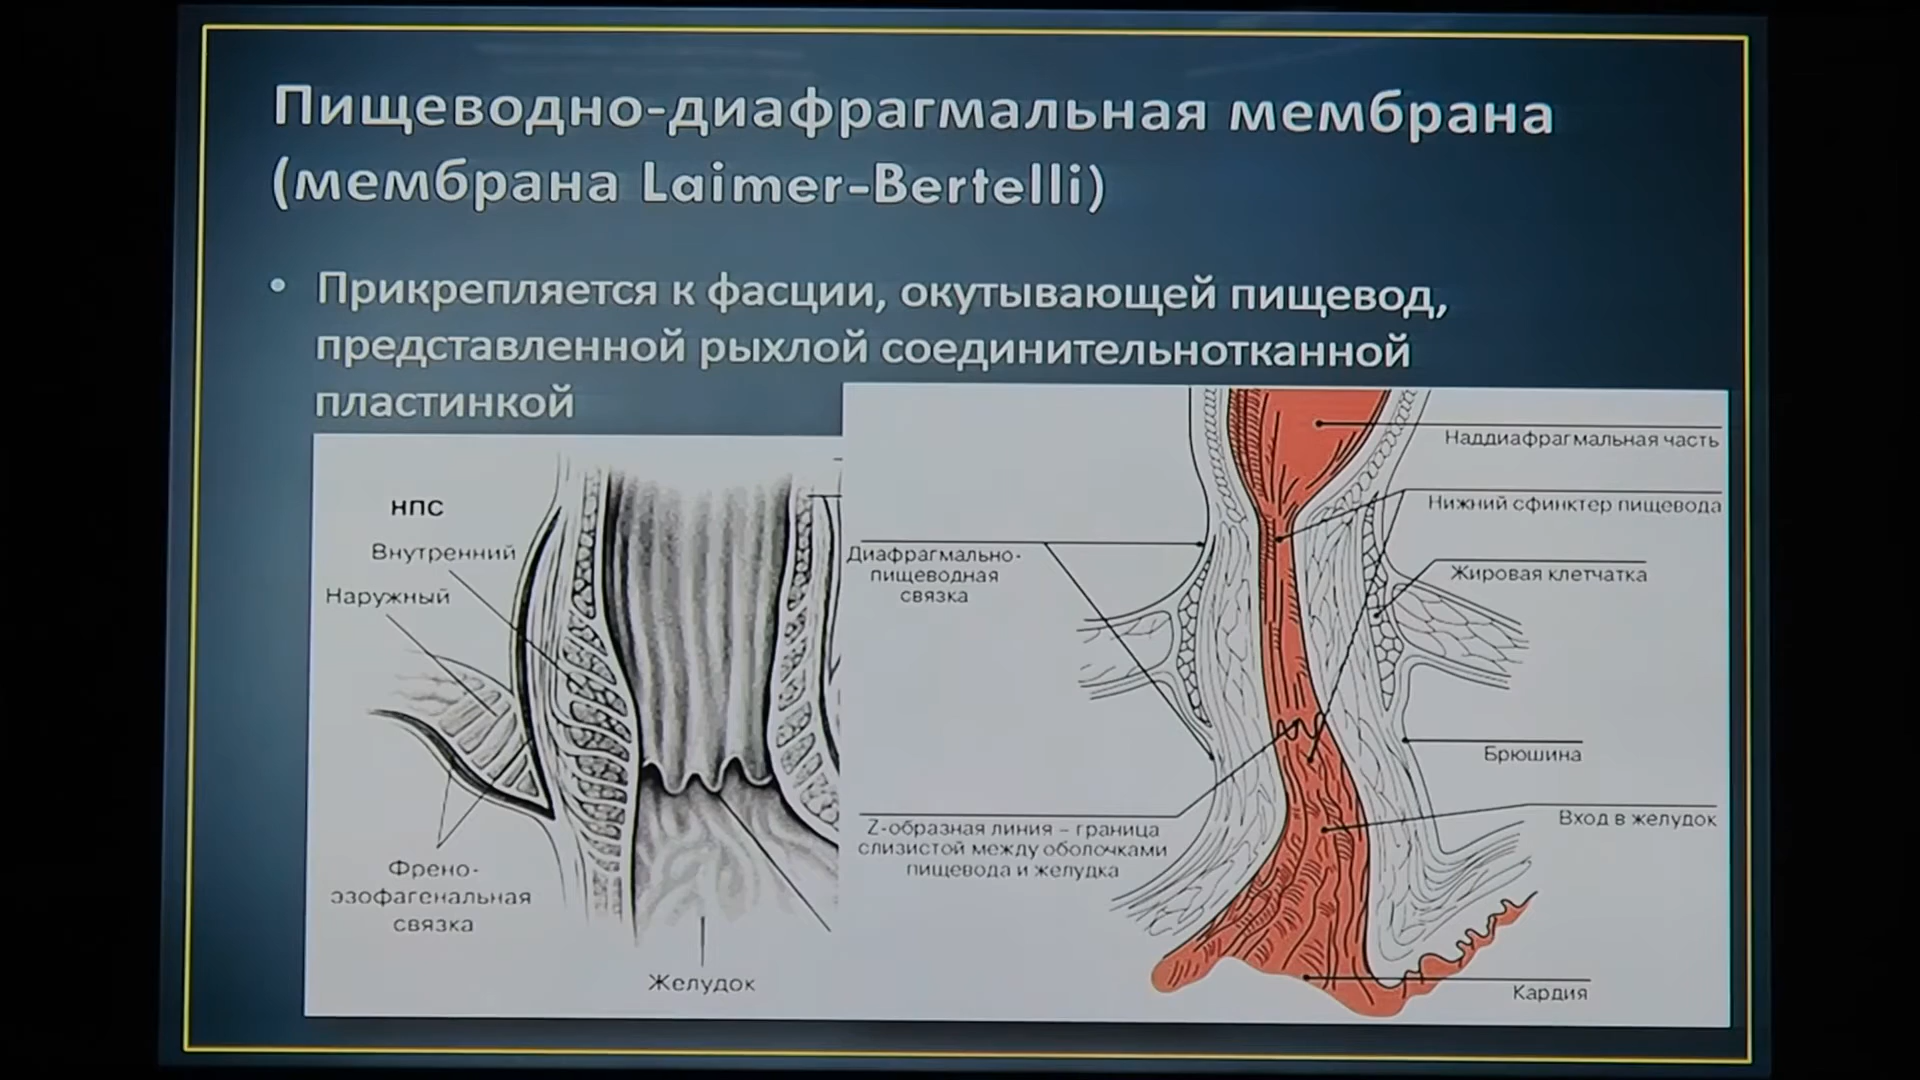 Пищеводно-диафрагмальная мембрана
(мембрана Laimer-Bertelli)
• Прикрепляется к фасции, окутывающей пищевод,
представленной рыхлой соединительнотканной
пластинкой
НПС
Внутренний
Наружный
Френо-
эзофагенальная
связка
Желудок
Диафрагмально-
пищеводная
связка
Z-образная линия – граница
слизистой между оболочками
пищевода и желудка
Наддиафрагмальная часть
Нижний сфинктер пищевода
Жировая клетчатка
Брюшина
Вход в желудок
Кардия